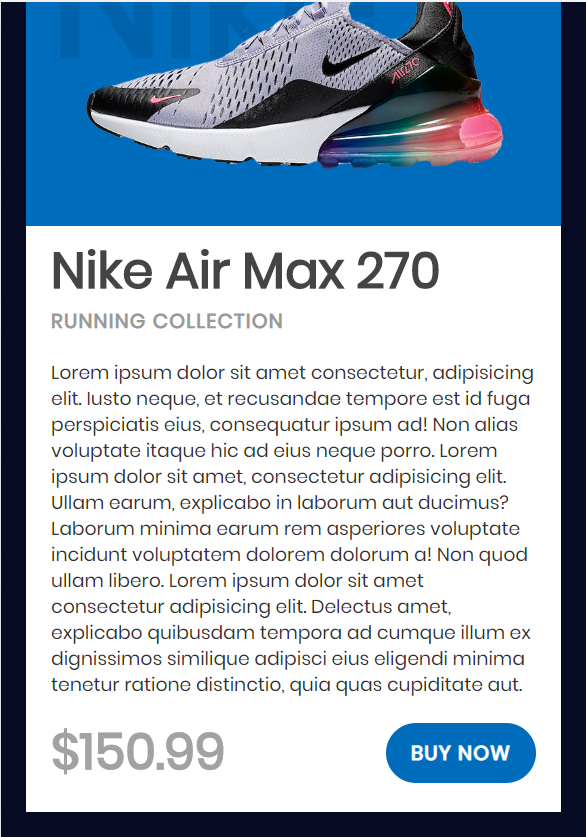 NIKE
AIR 270
Nike Air Max 270
RUNNING COLLECTION
Lorem ipsum dolor sit amet consectetur, adipisicing
elit. Iusto neque, et recusandae tempore est id fuga
perspiciatis eius, consequatur ipsum ad! Non alias
voluptate itaque hic ad eius neque porro. Lorem
ipsum dolor sit amet, consectetur adipisicing elit.
Ullam earum, explicabo in laborum aut ducimus?
Laborum minima earum rem asperiores voluptate
incidunt voluptatem dolorem dolorum a! Non quod
ullam libero. Lorem ipsum dolor sit amet
consectetur adipisicing elit. Delectus amet,
explicabo quibusdam tempora ad cumque illum ex
dignissimos similique adipisci eius eligendi minima
tenetur ratione distinctio, quia quas cupiditate aut.
$150.99
BUY NOW